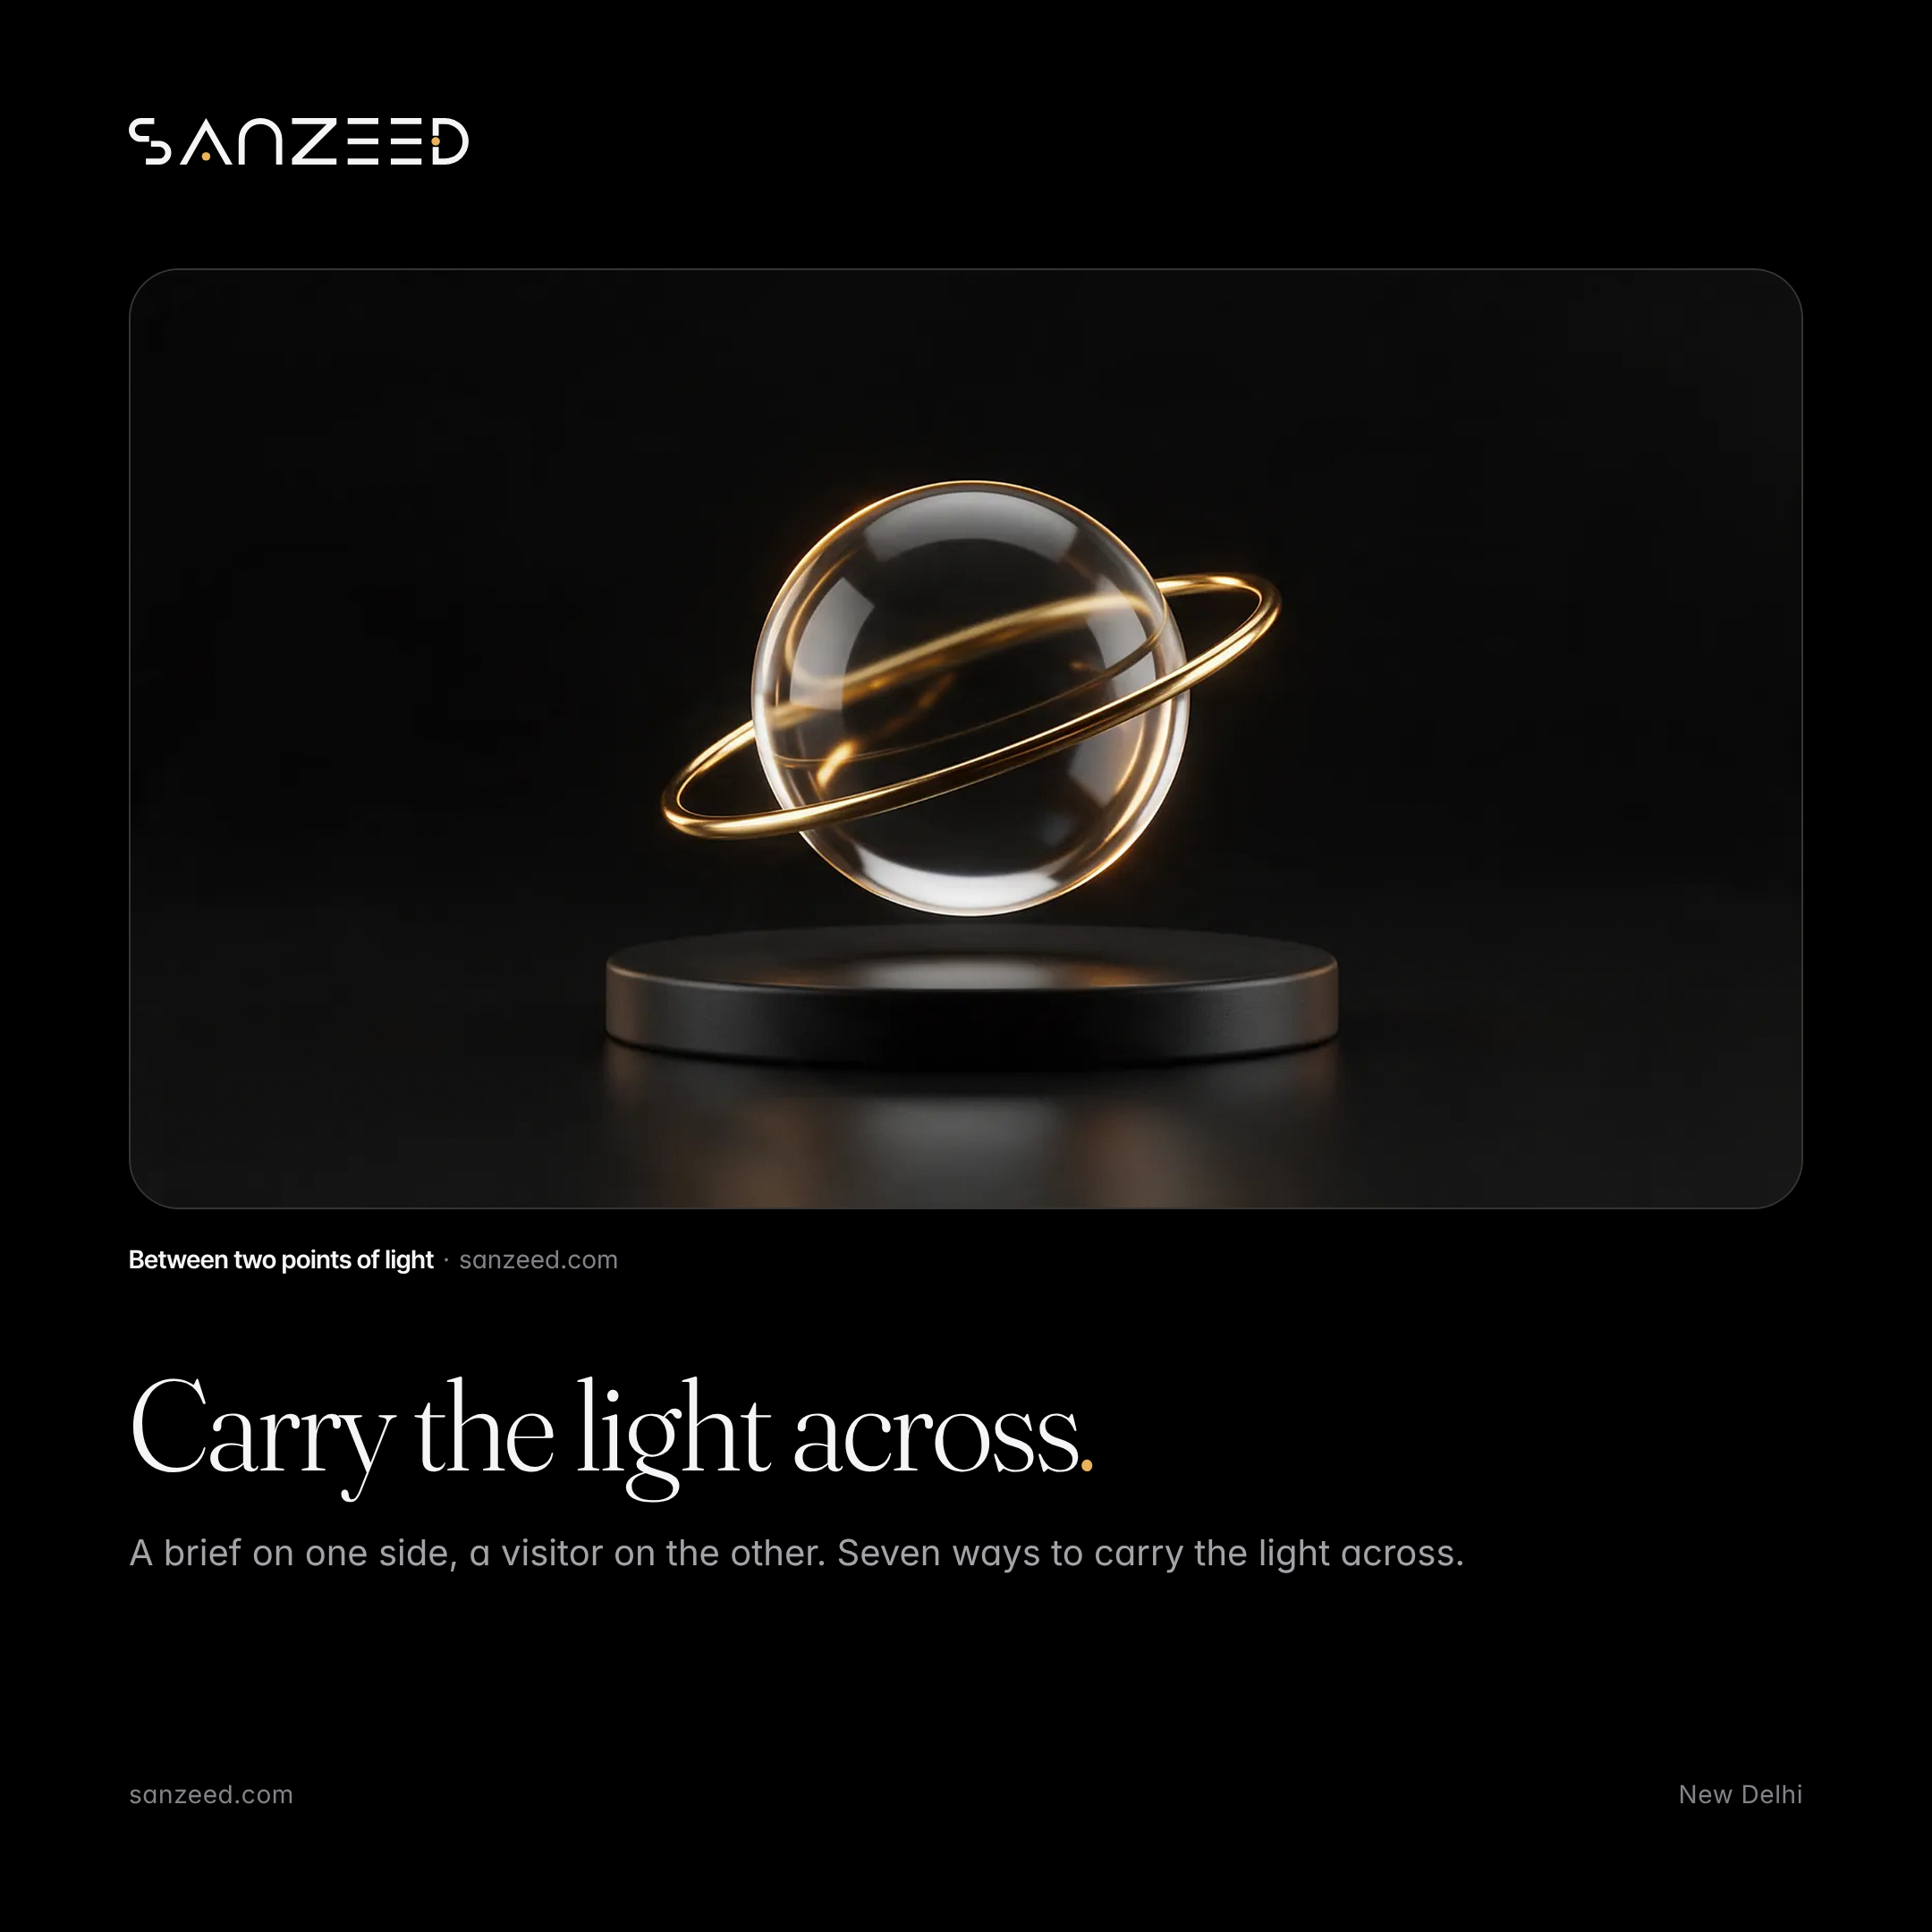 SANZEED
Between two points of light · sanzeed.com
Carry the light across.
A brief on one side, a visitor on the other. Seven ways to carry the light across.
sanzeed.com
New Delhi